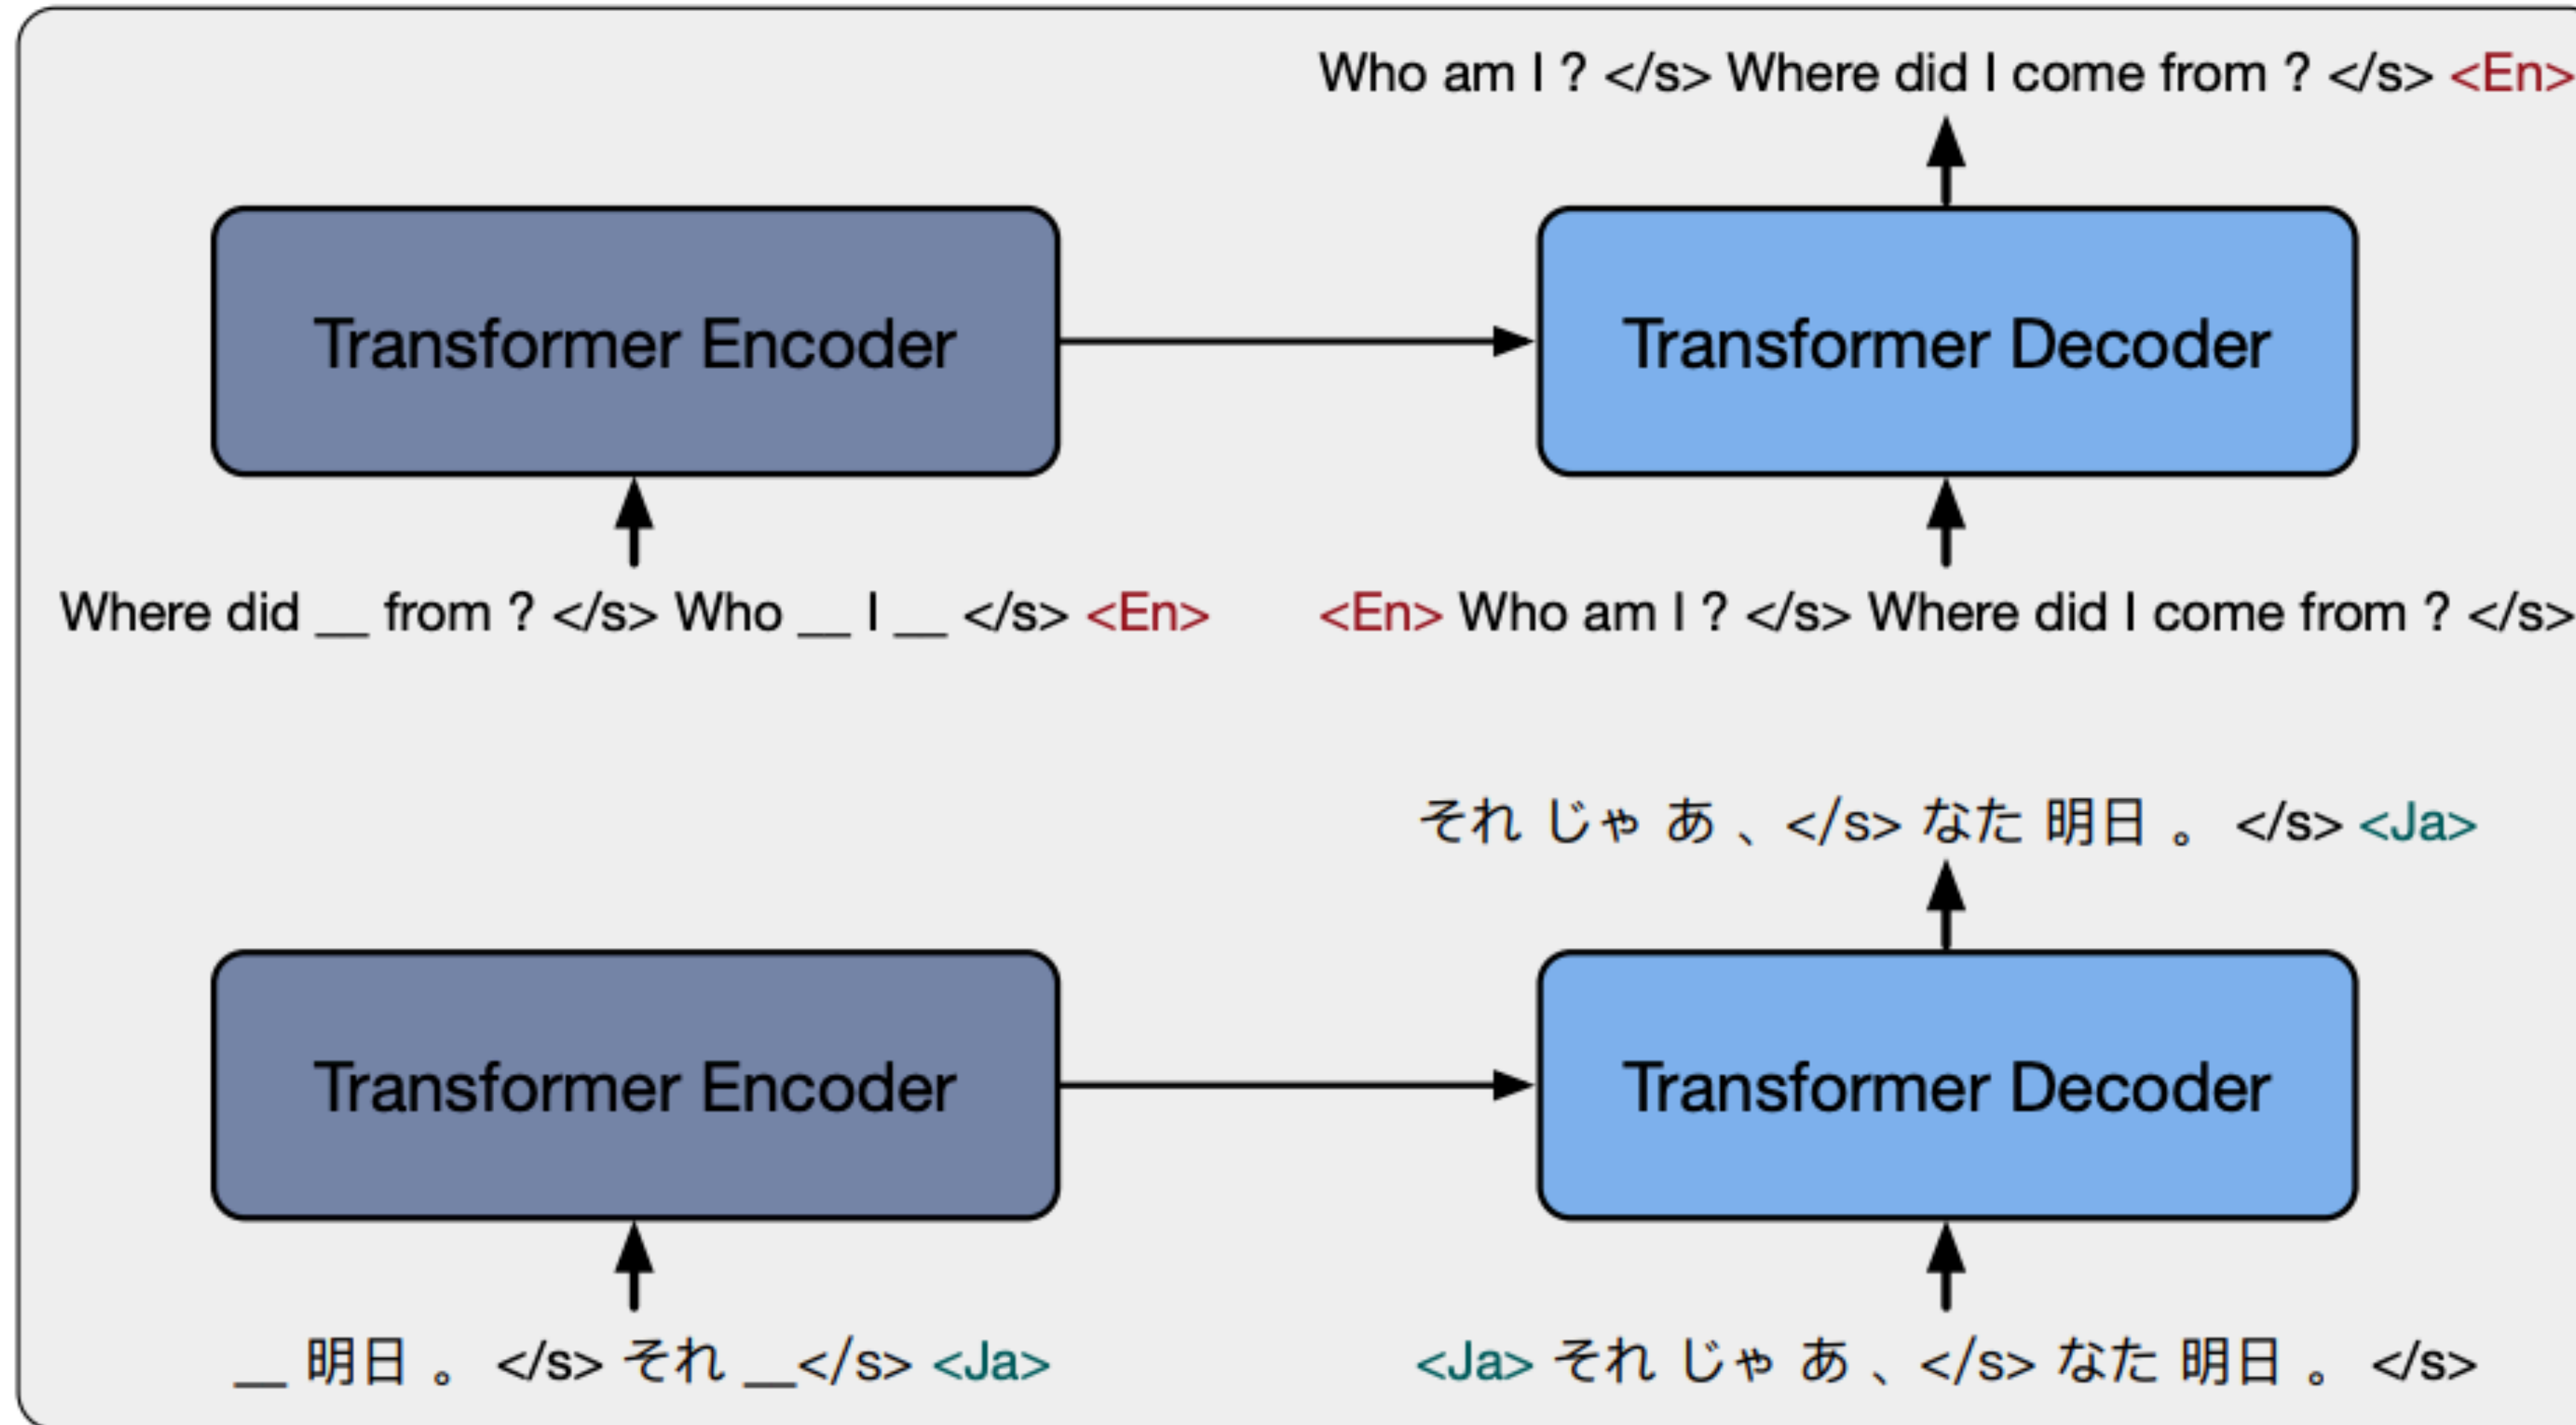 Who am I ? </s> Where did I come from ? </s> <En>
Transformer Encoder
Transformer Decoder
Where did __ from ? </s> Who __ I __ </s> <En>
<En> Who am I ? </s> Where did I come from ? </s>
それ じゃ あ 、 </s> なた 明日 。 </s> <Ja>
Transformer Encoder
Transformer Decoder
__ 明日 。 </s> それ __</s> <Ja>
<Ja> それ じゃ あ 、 </s> なた 明日 。 </s>